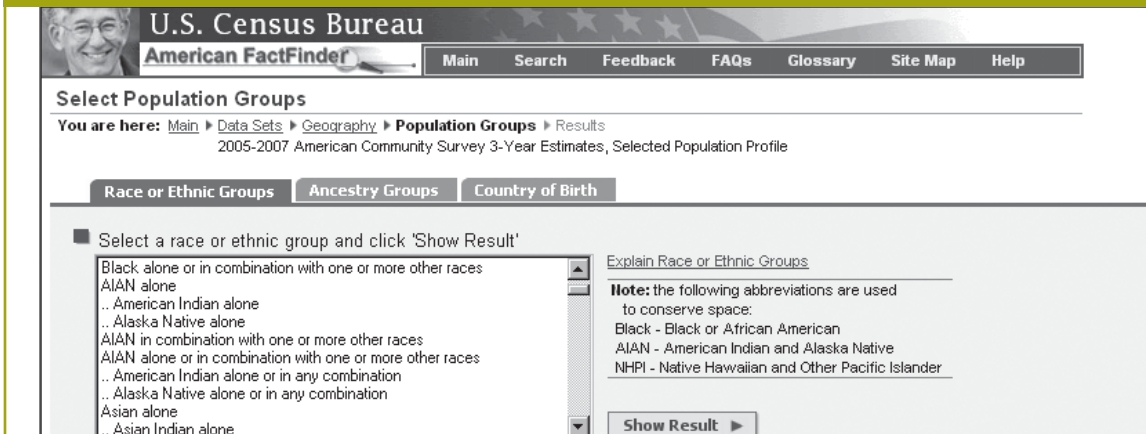 U.S. Census Bureau
American FactFinder
Main Search Feedback FAQs Glossary Site Map Help
Select Population Groups
You are here: Main ▶ Data Sets ▶ Geography ▶ Population Groups ▶ Results
2005-2007 American Community Survey 3-Year Estimates, Selected Population Profile
Race or Ethnic Groups Ancestry Groups Country of Birth
Select a race or ethnic group and click 'Show Result'
Black alone or in combination with one or more other races
AIAN alone
.. American Indian alone
.. Alaska Native alone
AIAN in combination with one or more other races
AIAN alone or in combination with one or more other races
.. American Indian alone or in any combination
.. Alaska Native alone or in any combination
Asian alone
.. Asian Indian alone
Explain Race or Ethnic Groups
Note: the following abbreviations are used
to conserve space:
Black - Black or African American
AIAN - American Indian and Alaska Native
NHPI - Native Hawaiian and Other Pacific Islander
Show Result ▶